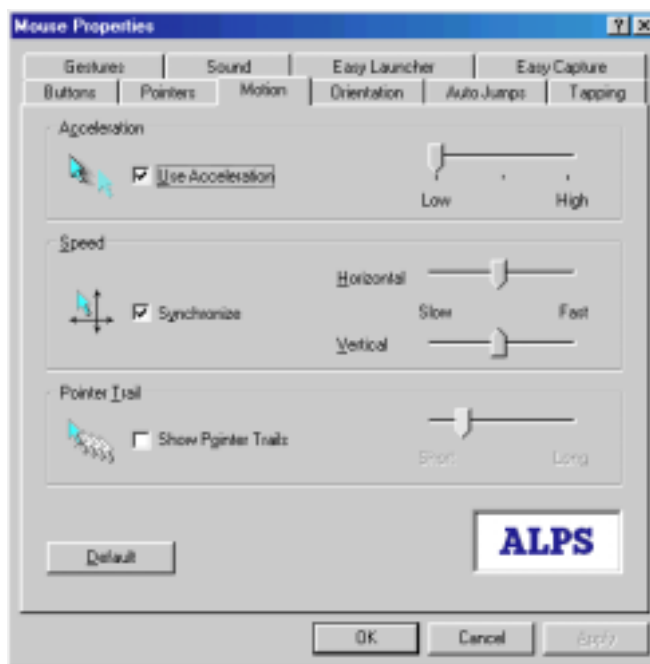 Mouse Properties
Gestures Sound Easy Launcher Easy Capture
Buttons Pointers Motion Orientation Auto Jumps Tapping
Acceleration
Use Acceleration
Low High
Speed
Horizontal
Synchronize
Slow Fast
Vertical
Pointer Trail
Show Pointer Trails
Short Long
Default
ALPS
OK Cancel Apply